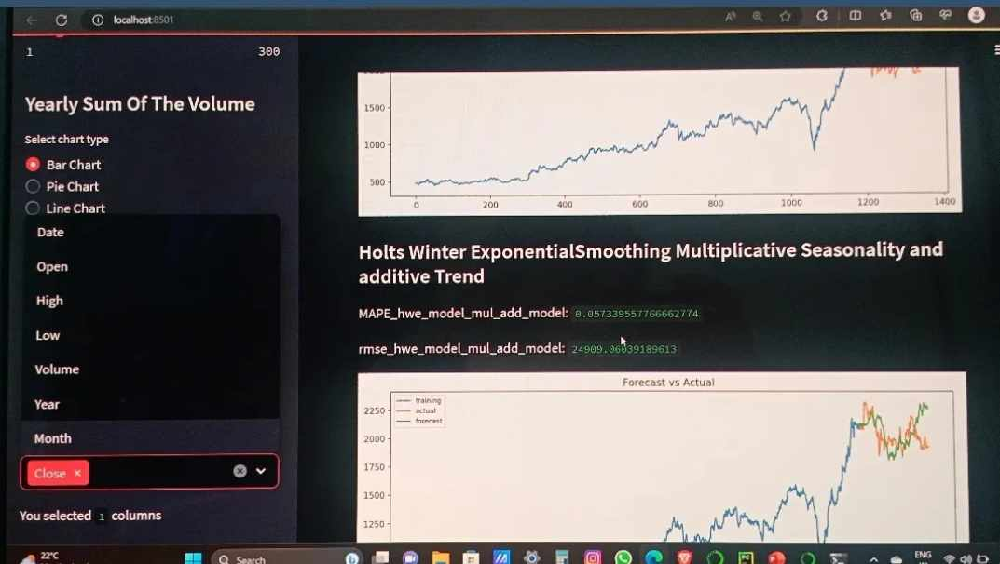 localhost:8501
1 300
Yearly Sum Of The Volume
Select chart type
Bar Chart
Pie Chart
Line Chart
Date
Open
High
Low
Volume
Year
Month
Close ×
You selected 1 columns
1500
1000
500
0 200 400 600 800 1000 1200 1400
Holts Winter ExponentialSmoothing Multiplicative Seasonality and
additive Trend
MAPE_hwe_model_mul_add_model: 0.057339557766662774
rmse_hwe_model_mul_add_model: 24909.06039189613
Forecast vs Actual
training
actual
forecast
2250
2000
1750
1500
1250
22°C
Search
ENG